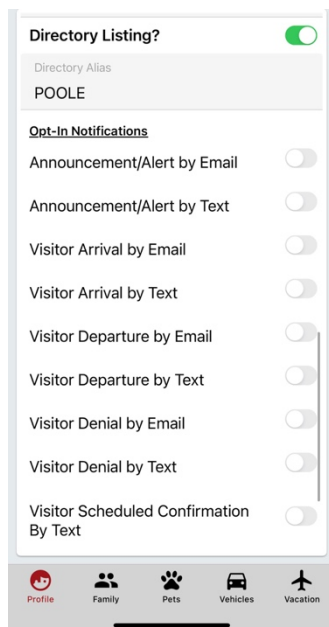 Directory Listing?
Directory Alias
POOLE
Opt-In Notifications
Announcement/Alert by Email
Announcement/Alert by Text
Visitor Arrival by Email
Visitor Arrival by Text
Visitor Departure by Email
Visitor Departure by Text
Visitor Denial by Email
Visitor Denial by Text
Visitor Scheduled Confirmation
By Text
Profile Family Pets Vehicles Vacation